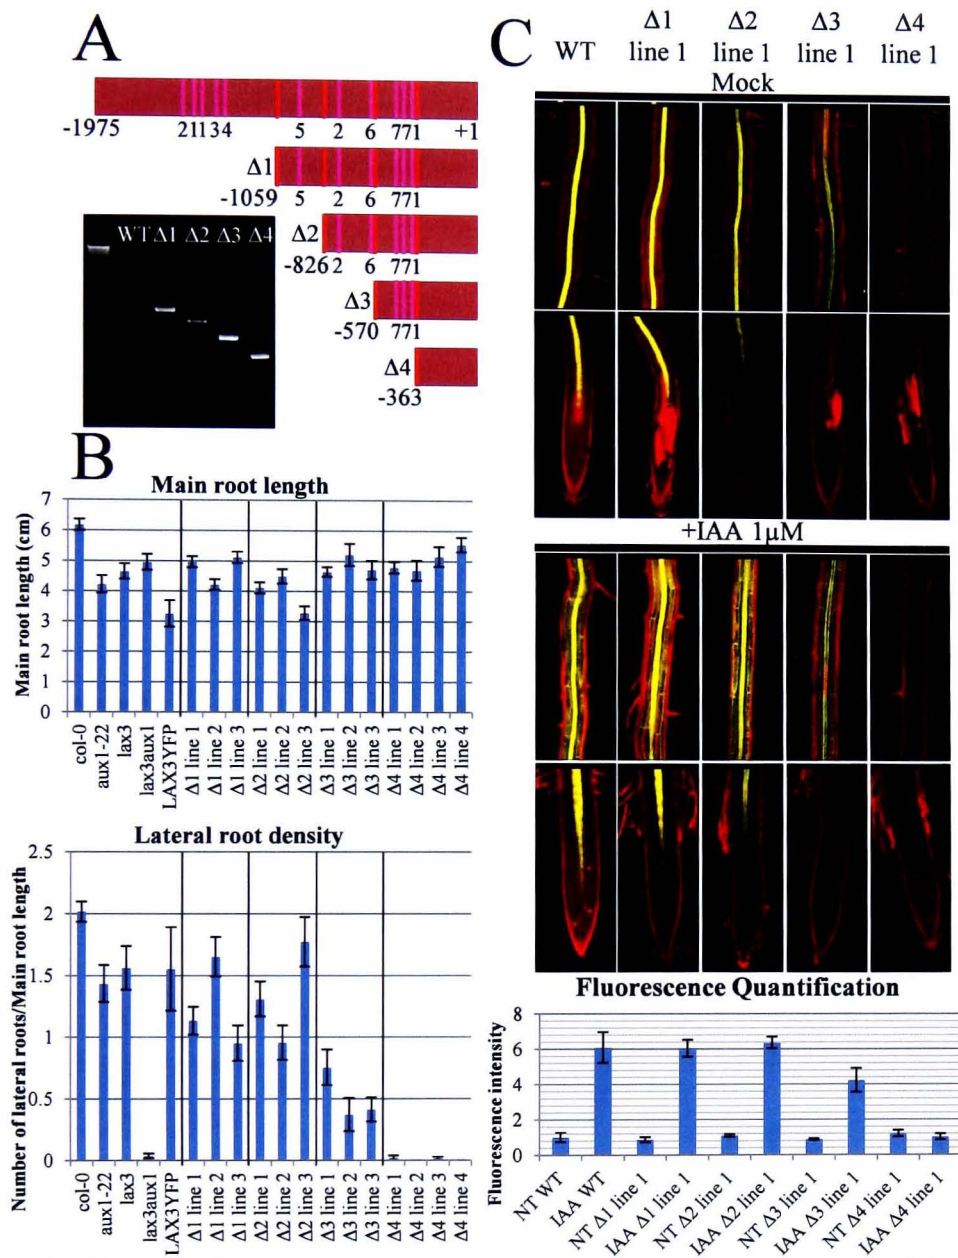 A
-1975 21134 5 2 6 771 +1
Δ1
-1059 5 2 6 771
Δ2
-826 2 6 771
Δ3
-570 771
Δ4
-363
WT Δ1 Δ2 Δ3 Δ4
B
Main root length
Main root length (cm)
7
6
5
4
3
2
1
0
col-0
aux1-22
lax3
lax3aux1
LAX3YFP
Δ1 line 1
Δ1 line 2
Δ1 line 3
Δ2 line 1
Δ2 line 2
Δ2 line 3
Δ3 line 1
Δ3 line 2
Δ3 line 3
Δ4 line 1
Δ4 line 2
Δ4 line 3
Δ4 line 4
Lateral root density
Number of lateral roots/Main root length
2.5
2
1.5
1
0.5
0
col-0
aux1-22
lax3
lax3aux1
LAX3YFP
Δ1 line 1
Δ1 line 2
Δ1 line 3
Δ2 line 1
Δ2 line 2
Δ2 line 3
Δ3 line 1
Δ3 line 2
Δ3 line 3
Δ4 line 1
Δ4 line 2
Δ4 line 3
Δ4 line 4
C
WT
Δ1
line 1
Δ2
line 1
Δ3
line 1
Δ4
line 1
Mock
+IAA 1μM
Fluorescence Quantification
Fluorescence intensity
8
6
4
2
0
NT WT
IAA WT
NT Δ1 line 1
IAA Δ1 line 1
NT Δ2 line 1
IAA Δ2 line 1
NT Δ3 line 1
IAA Δ3 line 1
NT Δ4 line 1
IAA Δ4 line 1